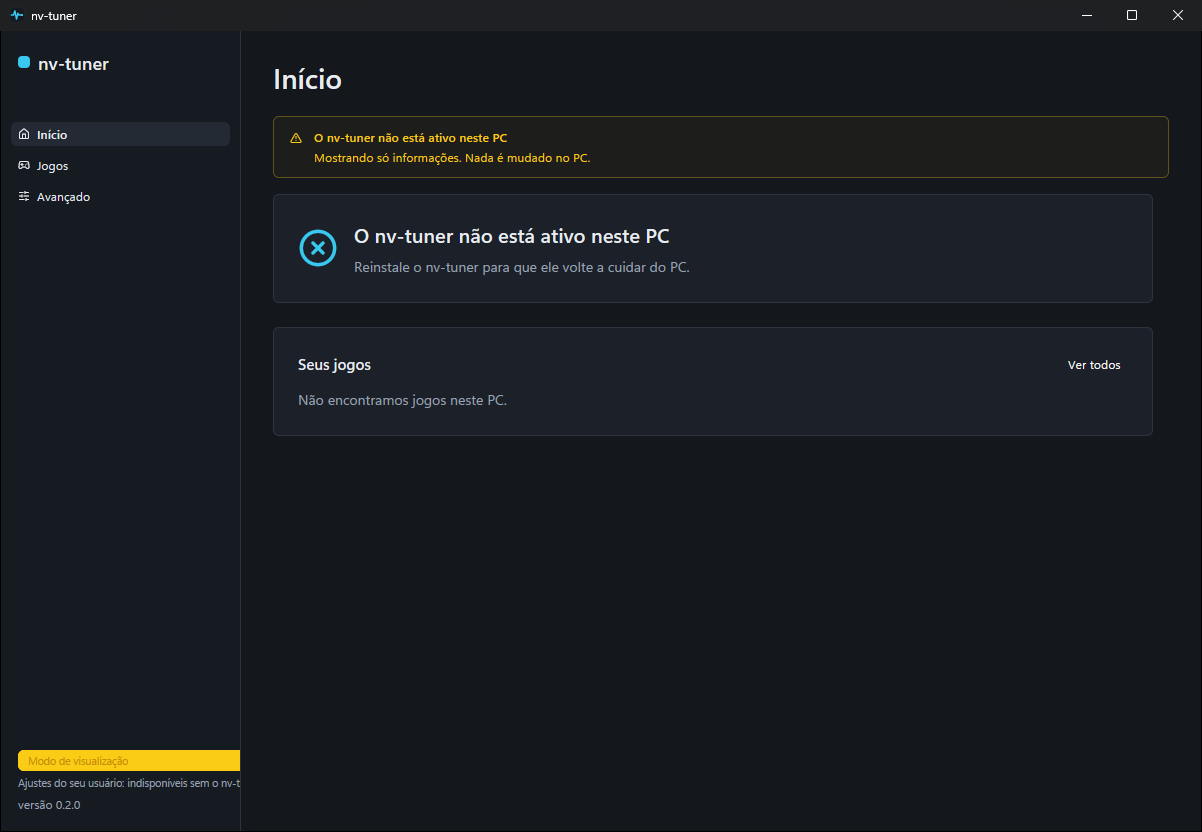 nv-tuner
nv-tuner
Início
Jogos
Avançado
Início
O nv-tuner não está ativo neste PC
Mostrando só informações. Nada é mudado no PC.
O nv-tuner não está ativo neste PC
Reinstale o nv-tuner para que ele volte a cuidar do PC.
Seus jogos
Ver todos
Não encontramos jogos neste PC.
Modo de visualização
Ajustes do seu usuário: indisponíveis sem o nv-t
versão 0.2.0